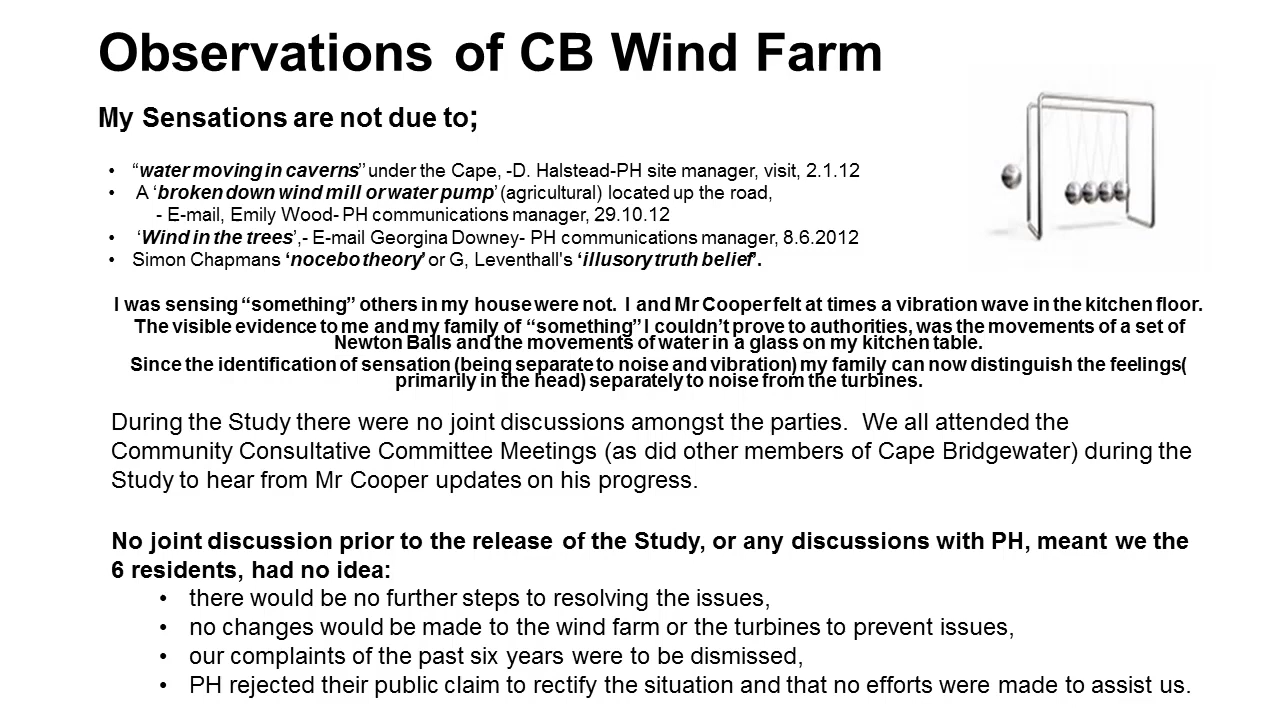 Observations of CB Wind Farm
My Sensations are not due to;
• “water moving in caverns” under the Cape, -D. Halstead-PH site manager, visit, 2.1.12
• A ‘broken down wind mill or water pump’ (agricultural) located up the road,
- E-mail, Emily Wood- PH communications manager, 29.10.12
• ‘Wind in the trees’,- E-mail Georgina Downey- PH communications manager, 8.6.2012
• Simon Chapmans ‘nocebo theory’ or G, Leventhall's ‘illusory truth belief’.
I was sensing “something” others in my house were not. I and Mr Cooper felt at times a vibration wave in the kitchen floor.
The visible evidence to me and my family of “something” I couldn’t prove to authorities, was the movements of a set of
Newton Balls and the movements of water in a glass on my kitchen table.
Since the identification of sensation (being separate to noise and vibration) my family can now distinguish the feelings(
primarily in the head) separately to noise from the turbines.
During the Study there were no joint discussions amongst the parties. We all attended the
Community Consultative Committee Meetings (as did other members of Cape Bridgewater) during the
Study to hear from Mr Cooper updates on his progress.
No joint discussion prior to the release of the Study, or any discussions with PH, meant we the
6 residents, had no idea:
• there would be no further steps to resolving the issues,
• no changes would be made to the wind farm or the turbines to prevent issues,
• our complaints of the past six years were to be dismissed,
• PH rejected their public claim to rectify the situation and that no efforts were made to assist us.